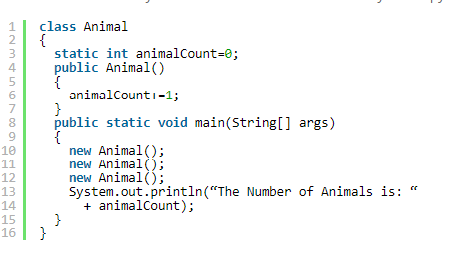 1 class Animal
2 {
3 static int animalCount=0;
4 public Animal()
5 {
6 animalCount+=1;
7 }
8 public static void main(String[] args)
9 {
10 new Animal();
11 new Animal();
12 new Animal();
13 System.out.println(“The Number of Animals is: “
14 + animalCount);
15 }
16 }